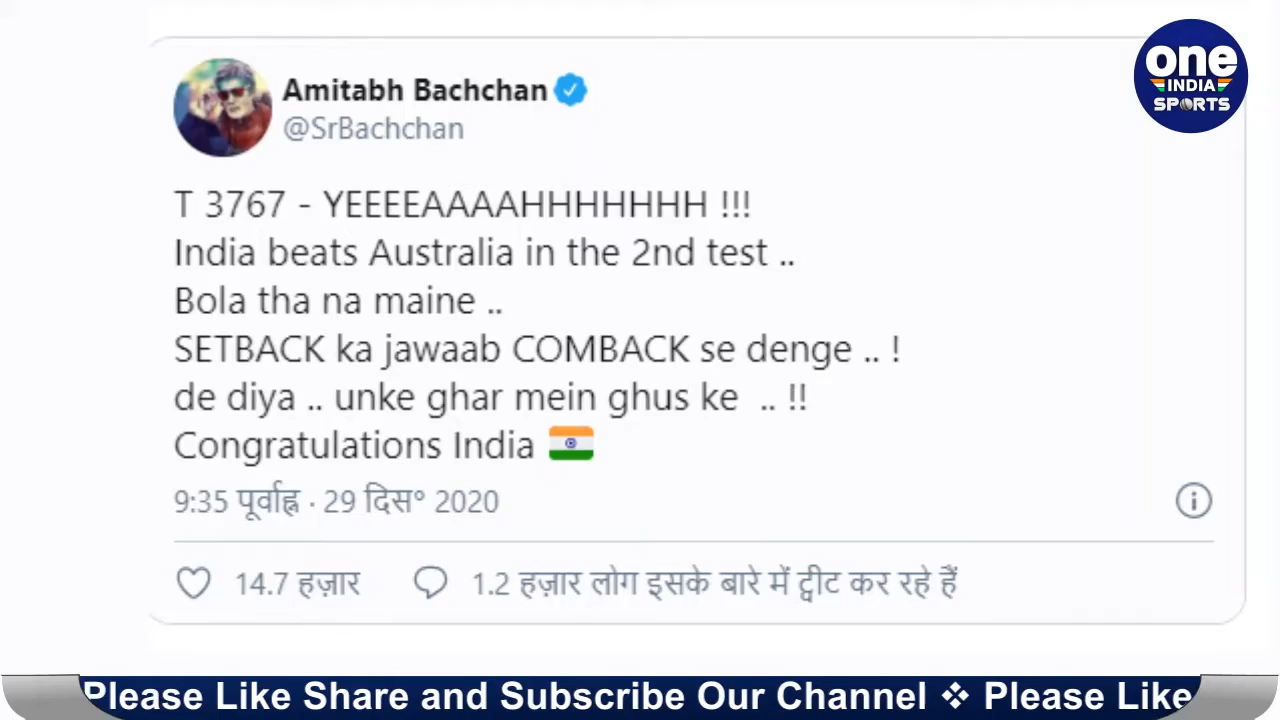 Amitabh Bachchan
@SrBachchan
one
INDIA
SPORTS
T 3767 - YEEEEAAAAHHHHHHH !!!
India beats Australia in the 2nd test ..
Bola tha na maine ..
SETBACK ka jawaab COMBACK se denge .. !
de diya .. unke ghar mein ghus ke .. !!
Congratulations India 🇮🇳
9:35 पूर्वाह्न · 29 दिस॰ 2020
14.7 हज़ार 1.2 हज़ार लोग इसके बारे में ट्वीट कर रहे हैं
Please Like Share and Subscribe Our Channel ❖ Please Like